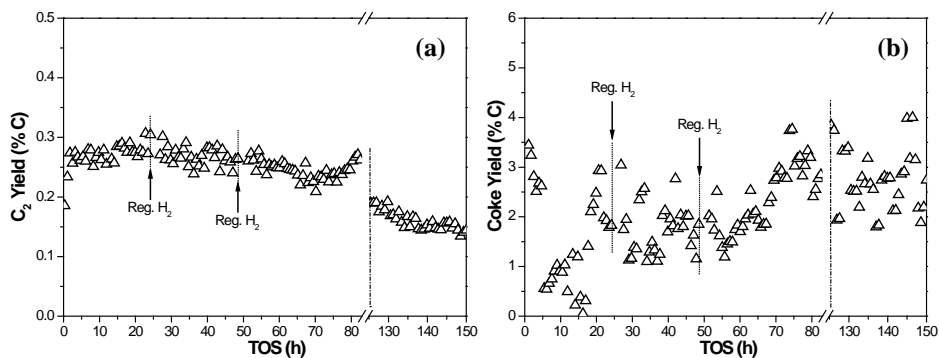 (a)
C₂ Yield (% C)
0.5
0.4
0.3
0.2
0.1
0.0
Reg. H₂
Reg. H₂
0 10 20 30 40 50 60 70 80 130 140 150
TOS (h)
(b)
Coke Yield (% C)
6
5
4
3
2
1
0
Reg. H₂
Reg. H₂
0 10 20 30 40 50 60 70 80 130 140 150
TOS (h)